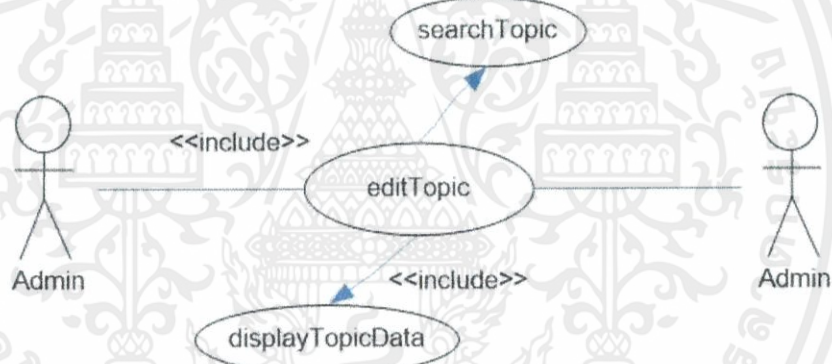 searchTopic
<<include>>
editTopic
Admin
Admin
<<include>>
displayTopicData